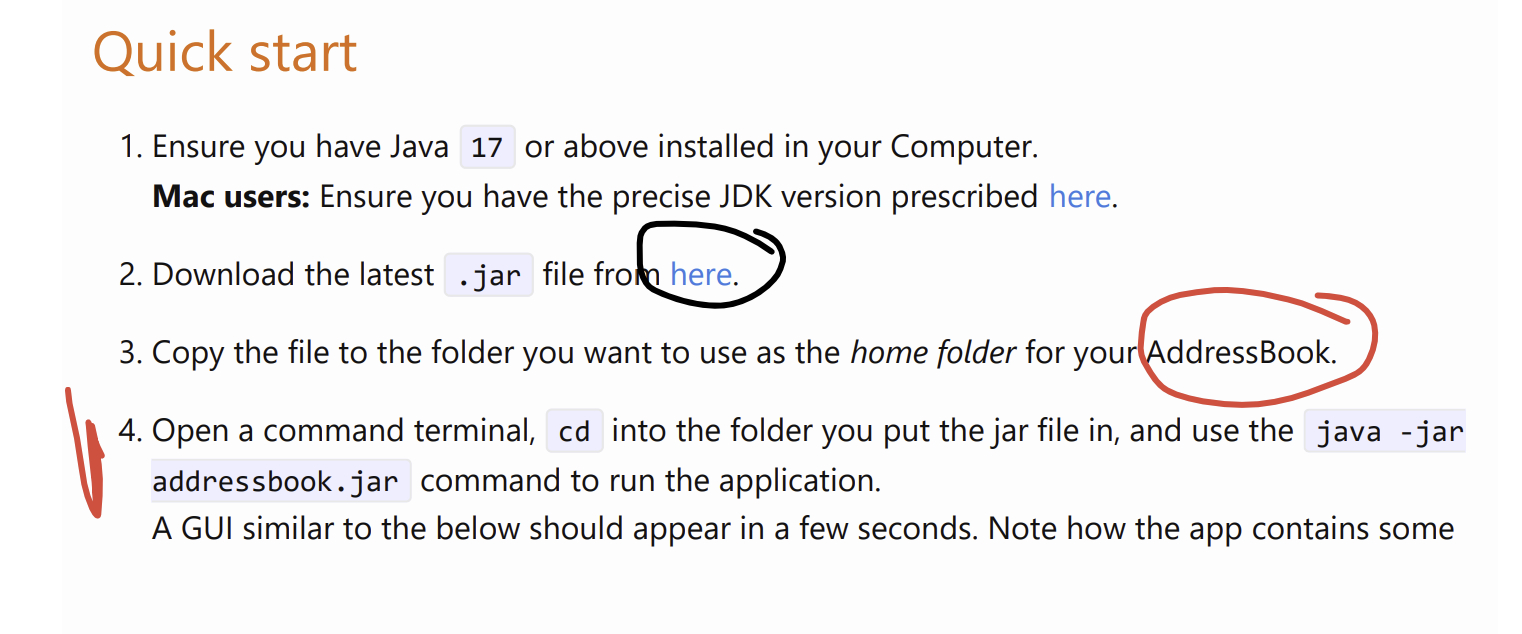 Quick start
1. Ensure you have Java 17 or above installed in your Computer.
Mac users: Ensure you have the precise JDK version prescribed here.
2. Download the latest .jar file from here.
3. Copy the file to the folder you want to use as the home folder for your AddressBook.
4. Open a command terminal, cd into the folder you put the jar file in, and use the java -jar
addressbook.jar command to run the application.
A GUI similar to the below should appear in a few seconds. Note how the app contains some